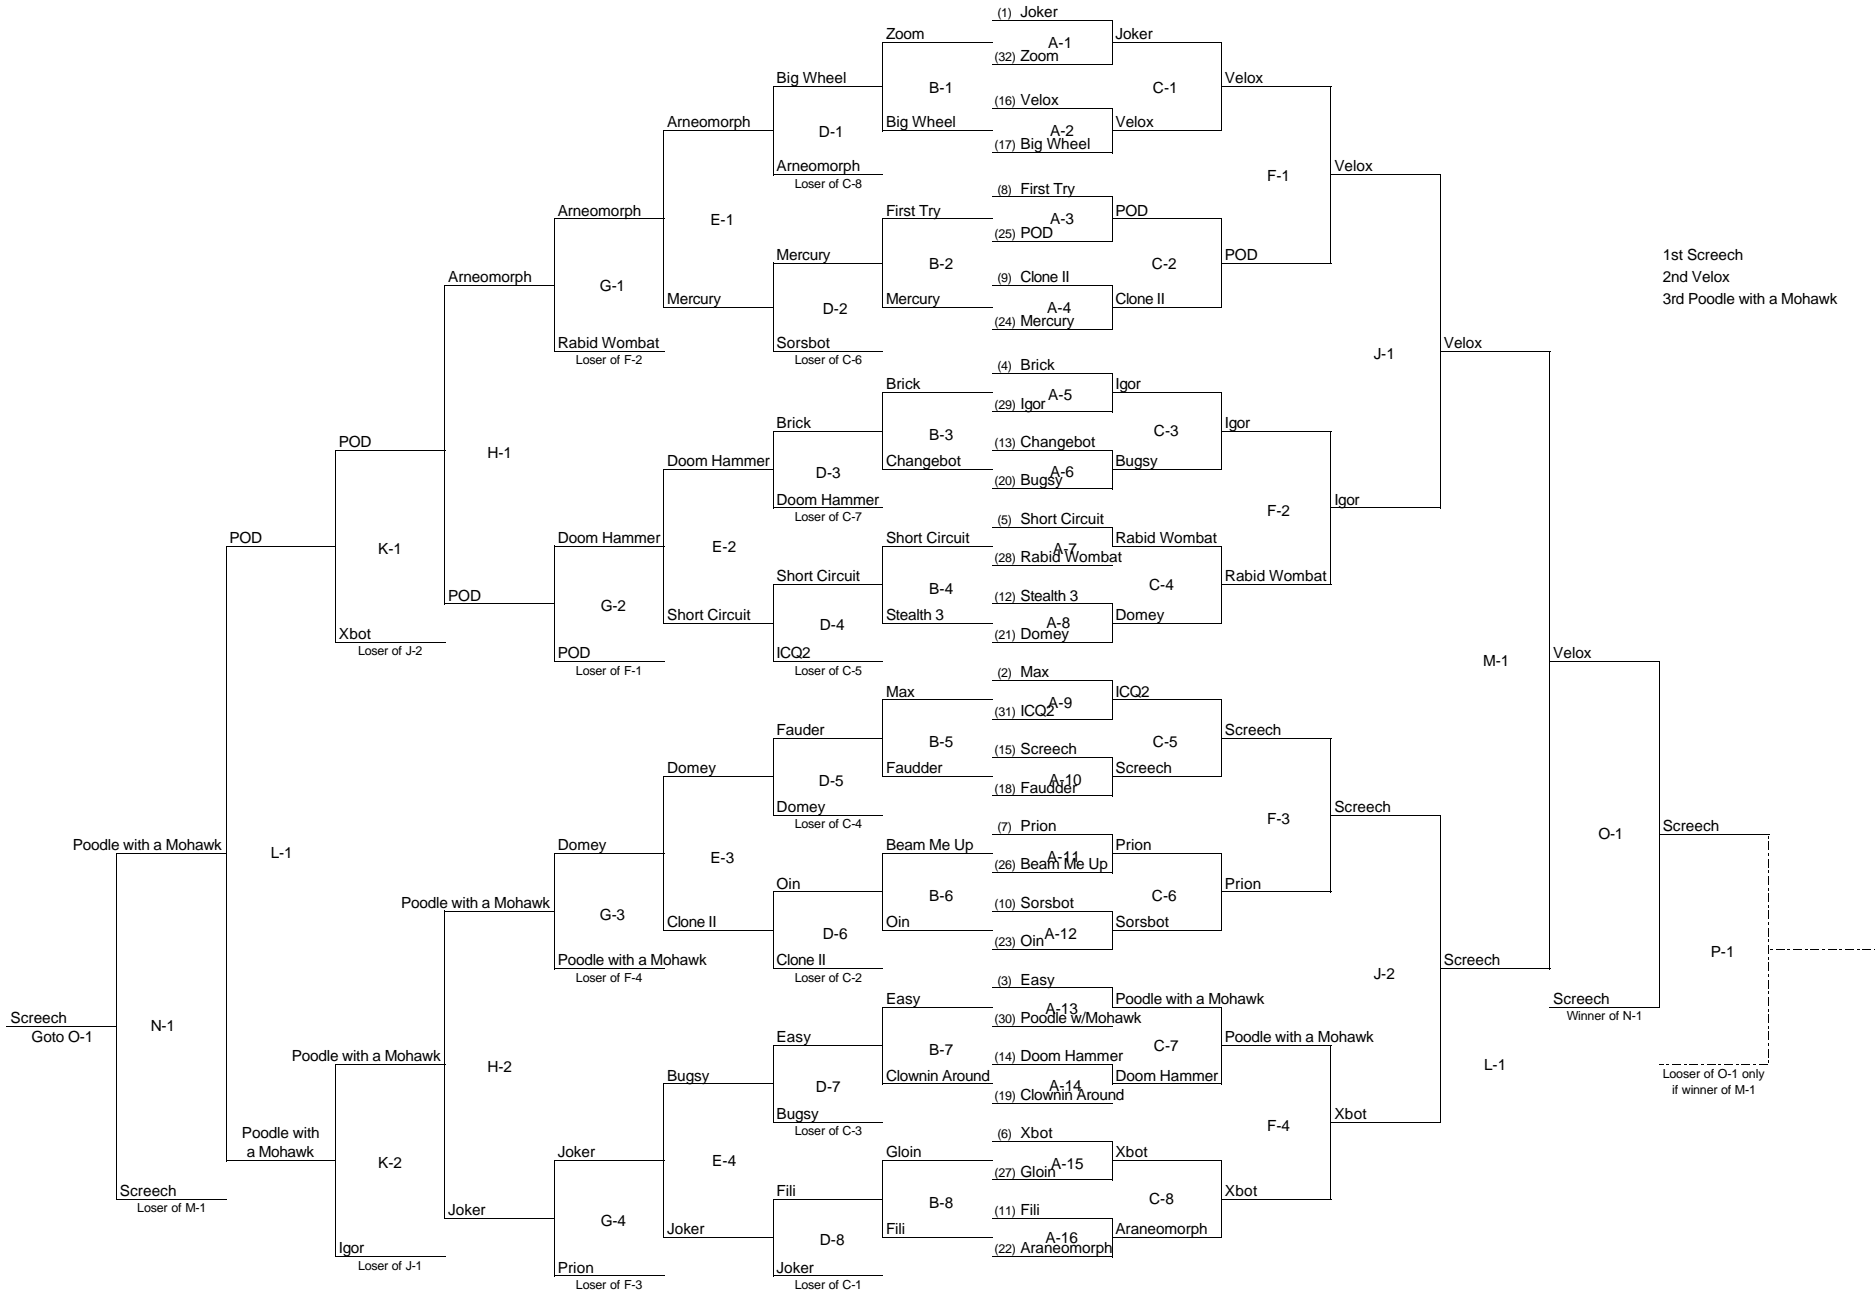 (1) Joker
Zoom
A-1
Joker
(32) Zoom
Big Wheel
B-1
C-1
Velox
(16) Velox
Arneomorph
D-1
Big Wheel
A-2
Velox
(17) Big Wheel
Arneomorph
Loser of C-8
F-1
Velox
(8) First Try
Arneomorph
E-1
First Try
A-3
POD
(25) POD
Mercury
B-2
C-2
POD
1st Screech
2nd Velox
3rd Poodle with a Mohawk
Arneomorph
G-1
(9) Clone II
Mercury
D-2
Mercury
A-4
Clone II
(24) Mercury
Rabid Wombat
Loser of F-2
Sorsbot
Loser of C-6
J-1
Velox
(4) Brick
Brick
A-5
Igor
(29) Igor
Brick
B-3
C-3
Igor
POD
H-1
(13) Changebot
Doom Hammer
D-3
Changebot
A-6
Bugsy
(20) Bugsy
Doom Hammer
Loser of C-7
F-2
Igor
(5) Short Circuit
POD
K-1
Doom Hammer
E-2
Short Circuit
A-7
Rabid Wombat
(28) Rabid Wombat
Short Circuit
B-4
C-4
Rabid Wombat
POD
G-2
(12) Stealth 3
Short Circuit
D-4
Stealth 3
A-8
Domey
(21) Domey
Xbot
Loser of J-2
POD
Loser of F-1
ICQ2
Loser of C-5
M-1
Velox
(2) Max
Max
A-9
ICQ2
(31) ICQ2
Fauder
B-5
C-5
Screech
(15) Screech
Domey
D-5
Faudder
A-10
Screech
(18) Faudder
Domey
Loser of C-4
F-3
Screech
(7) Prion
O-1
Screech
Poodle with a Mohawk
L-1
Domey
E-3
Beam Me Up
A-11
Prion
(26) Beam Me Up
Oin
B-6
C-6
Prion
Poodle with a Mohawk
G-3
(10) Sorsbot
Clone II
D-6
Oin
A-12
Sorsbot
(23) Oin
Poodle with a Mohawk
Loser of F-4
Clone II
Loser of C-2
J-2
Screech
P-1
(3) Easy
Easy
A-13
Poodle with a Mohawk
(30) Poodle w/Mohawk
Screech
Winner of N-1
Screech
Goto O-1
N-1
Easy
B-7
C-7
Poodle with a Mohawk
Poodle with a Mohawk
H-2
(14) Doom Hammer
L-1
Bugsy
D-7
Clownin Around
A-14
Doom Hammer
(19) Clownin Around
Looser of O-1 only
if winner of M-1
Bugsy
Loser of C-3
F-4
Xbot
Poodle with
a Mohawk
K-2
(6) Xbot
Joker
E-4
Gloin
A-15
Xbot
(27) Gloin
Screech
Loser of M-1
Fili
B-8
C-8
Xbot
Joker
G-4
(11) Fili
Joker
D-8
Fili
A-16
Araneomorph
(22) Araneomorph
Igor
Loser of J-1
Prion
Loser of F-3
Joker
Loser of C-1